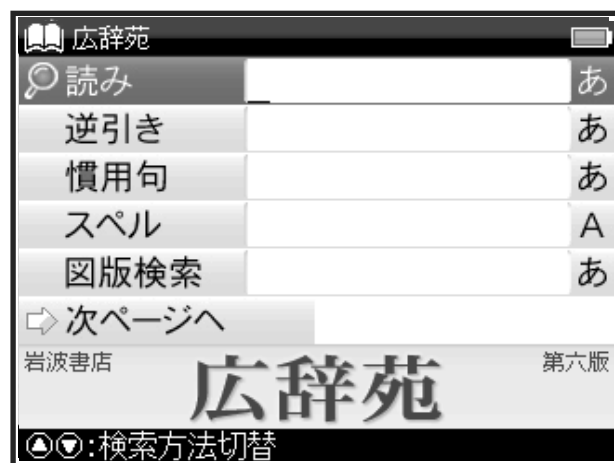 広辞苑
読み あ
逆引き あ
慣用句 あ
スペル A
図版検索 あ
次ページへ
岩波書店 広辞苑 第六版
:検索方法切替